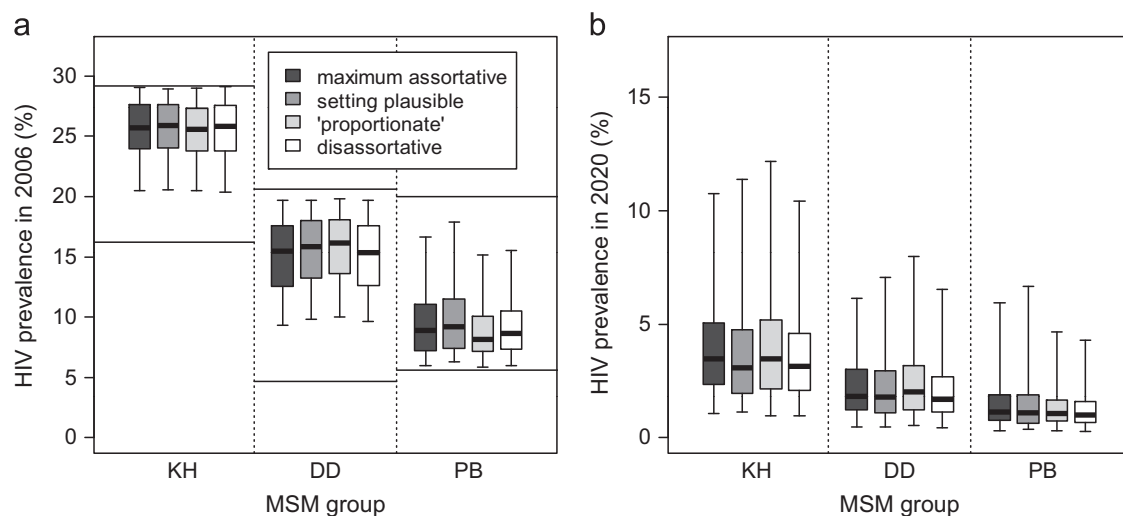 a
HIV prevalence in 2006 (%)
30
25
20
15
10
5
0
maximum assortative
setting plausible
'proportionate'
disassortative
KH DD PB
MSM group
b
HIV prevalence in 2020 (%)
15
10
5
0
KH DD PB
MSM group